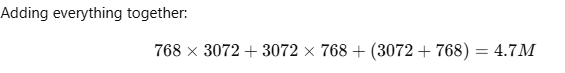 Adding everything together:
768 × 3072 + 3072 × 768 + (3072 + 768) = 4.7M